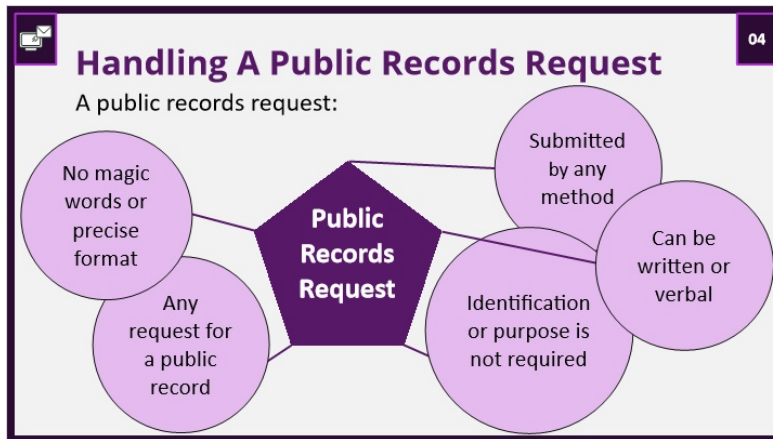 04
Handling A Public Records Request
A public records request:
No magic
words or
precise
format
Any
request for
a public
record
Public
Records
Request
Submitted
by any
method
Can be
written or
verbal
Identification
or purpose is
not required